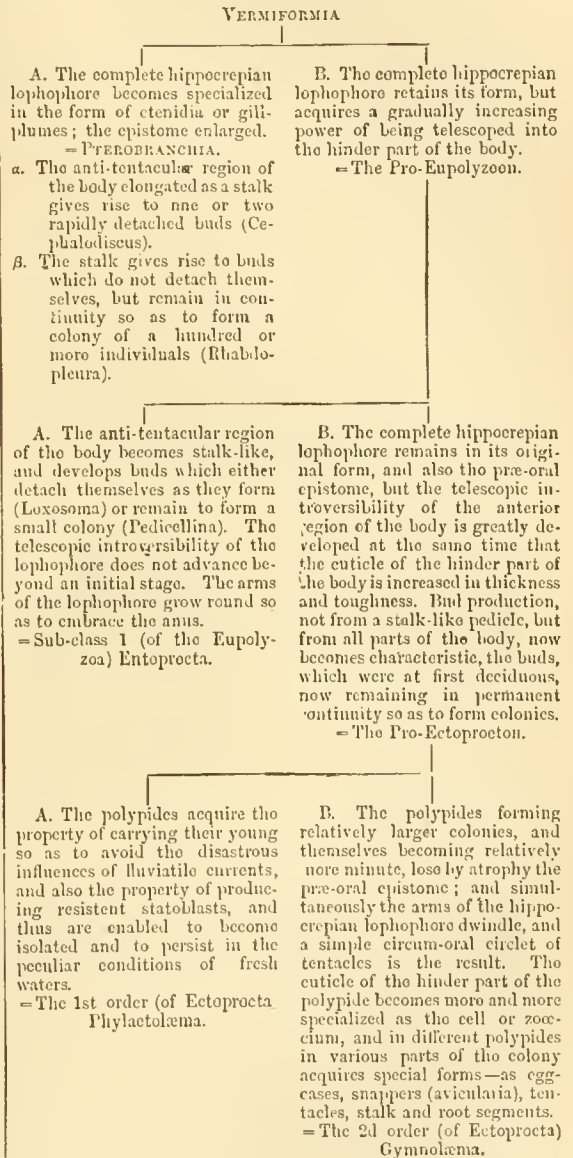 VERMIFORMIA
A. The complete hippocrepian
lophophore becomes specialized
in the form of ctenidia or gill-
plumes; the epistome enlarged.
= PTEROBRANCHIA.
α. The anti-tentacular region of
the body elongated as a stalk
gives rise to one or two
rapidly detached buds (Ce-
phalodiscus).
β. The stalk gives rise to buds
which do not detach them-
selves, but remain in con-
tinuity so as to form a
colony of a hundred or
more individuals (Rhabdo-
pleura).
B. The complete hippocrepian
lophophore retains its form, but
acquires a gradually increasing
power of being telescoped into
the hinder part of the body.
= The Pro-Eupolyzoon.
A. The anti-tentacular region
of the body becomes stalk-like,
and develops buds which either
detach themselves as they form
(Loxosoma) or remain to form a
small colony (Pedicellina). The
telescopic introversibility of the
lophophore does not advance be-
yond an initial stage. The arms
of the lophophore grow round so
as to embrace the anus.
= Sub-class 1 (of the Eupoly-
zoa) Entoprocta.
B. The complete hippocrepian
lophophore remains in its origi-
nal form, and also the præ-oral
epistome, but the telescopic in-
troversibility of the anterior
region of the body is greatly de-
veloped at the same time that
the cuticle of the hinder part of
the body is increased in thickness
and toughness. Bud production,
not from a stalk-like pedicle, but
from all parts of the body, now
becomes characteristic, the buds,
which were at first deciduous,
now remaining in permanent
continuity so as to form colonies.
= The Pro-Ectoprocton.
A. The polypides acquire the
property of carrying their young
so as to avoid the disastrous
influences of fluviatile currents,
and also the property of produc-
ing resistent statoblasts, and
thus are enabled to become
isolated and to persist in the
peculiar conditions of fresh
waters.
= The 1st order (of Ectoprocta
Phylactolæma.
B. The polypides forming
relatively larger colonies, and
themselves becoming relatively
more minute, lose by atrophy the
præ-oral epistome; and simul-
taneously the arms of the hippo-
crepian lophophore dwindle, and
a simple circum-oral circlet of
tentacles is the result. The
cuticle of the hinder part of the
polypide becomes more and more
specialized as the cell or zoœ-
cium, and in different polypides
in various parts of the colony
acquires special forms—as egg-
cases, snappers (avicularia), ten-
tacles, stalk and root segments.
= The 2d order (of Ectoprocta)
Gymnolæma.